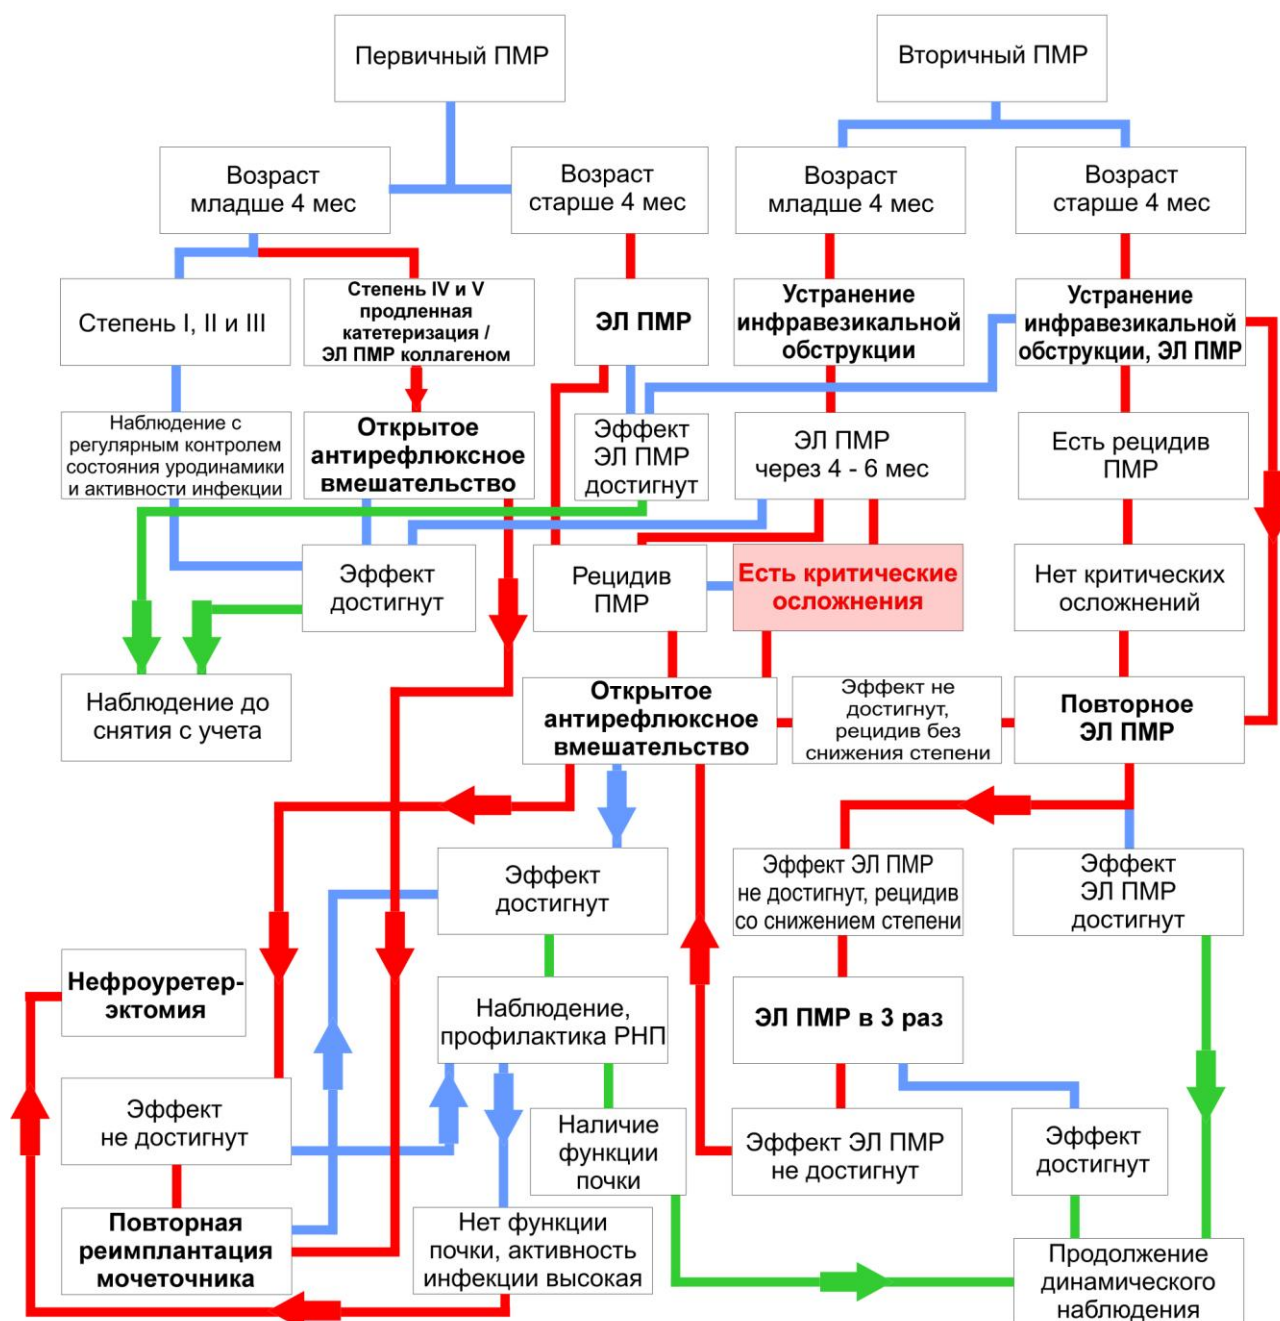 Первичный ПМР
Вторичный ПМР
Возраст
младше 4 мес
Возраст
старше 4 мес
Возраст
младше 4 мес
Возраст
старше 4 мес
Степень I, II и III
Степень IV и V
продленная
катетеризация /
ЭЛ ПМР коллагеном
ЭЛ ПМР
Устранение
инфравезикальной
обструкции
Устранение
инфравезикальной
обструкции, ЭЛ ПМР
Наблюдение с
регулярным контролем
состояния уродинамики
и активности инфекции
Открытое
антирефлюксное
вмешательство
Эффект
ЭЛ ПМР
достигнут
ЭЛ ПМР
через 4 - 6 мес
Есть рецидив
ПМР
Эффект
достигнут
Рецидив
ПМР
Есть критические
осложнения
Нет критических
осложнений
Наблюдение до
снятия с учета
Открытое
антирефлюксное
вмешательство
Эффект не
достигнут,
рецидив без
снижения степени
Повторное
ЭЛ ПМР
Эффект
достигнут
Эффект ЭЛ ПМР
не достигнут, рецидив
со снижением степени
Эффект
ЭЛ ПМР
достигнут
Нефроуретер-
эктомия
Наблюдение,
профилактика РНП
ЭЛ ПМР в 3 раз
Эффект
не достигнут
Наличие
функции
почки
Эффект ЭЛ ПМР
не достигнут
Эффект
достигнут
Повторная
реимплантация
мочеточника
Нет функции
почки, активность
инфекции высокая
Продолжение
динамического
наблюдения